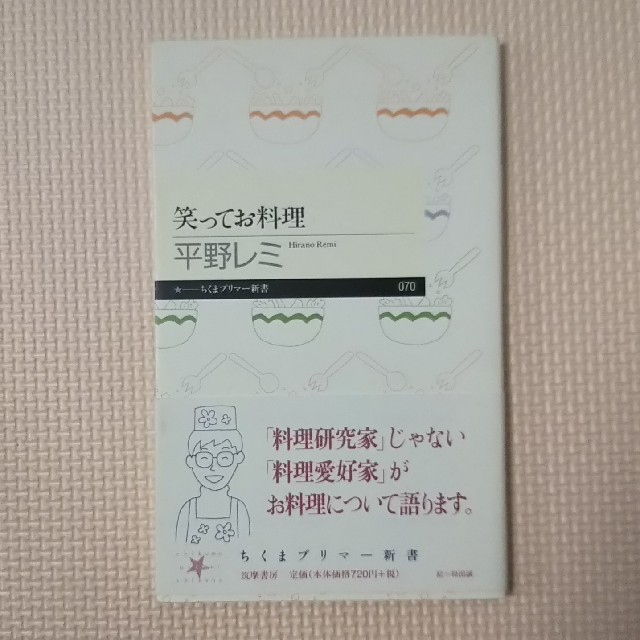 笑ってお料理
平野レミ Hirano Remi
★──ちくまプリマー新書 070
「料理研究家」じゃない
「料理愛好家」が
お料理について語ります。
ちくまプリマー新書
筑摩書房 定価(本体価格720円+税)